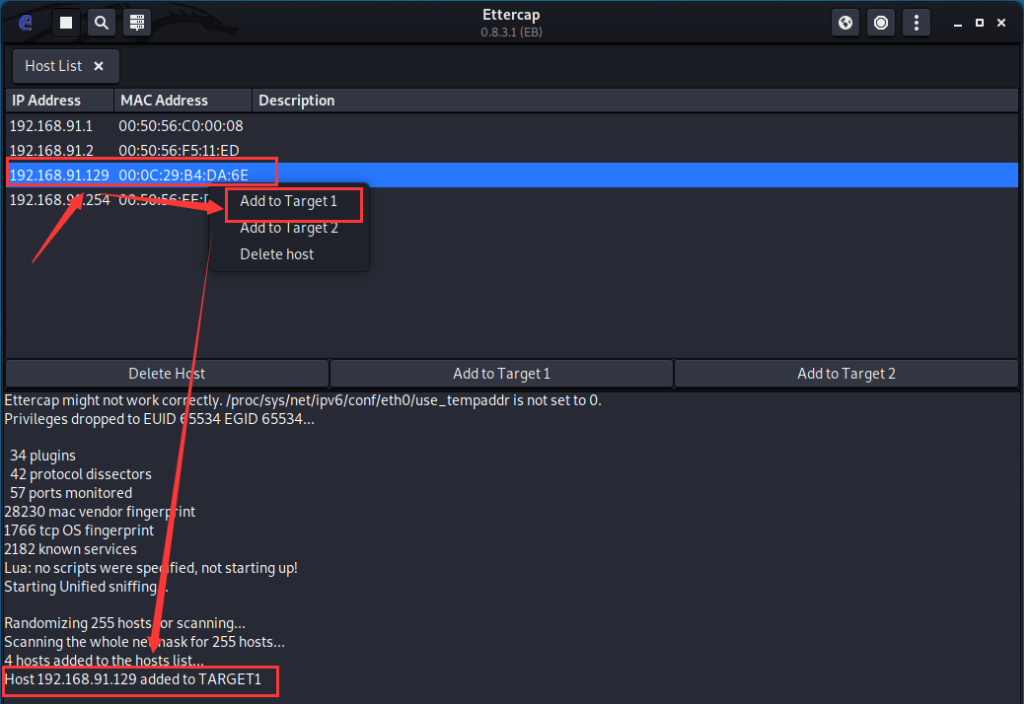 Ettercap
0.8.3.1 (EB)
Host List ×
IP Address MAC Address Description
192.168.91.1 00:50:56:C0:00:08
192.168.91.2 00:50:56:F5:11:ED
192.168.91.129 00:0C:29:B4:DA:6E
192.168.91.254 00:50:56:EE:
Add to Target 1
Add to Target 2
Delete host
Delete Host Add to Target 1 Add to Target 2
Ettercap might not work correctly. /proc/sys/net/ipv6/conf/eth0/use_tempaddr is not set to 0.
Privileges dropped to EUID 65534 EGID 65534...
34 plugins
42 protocol dissectors
57 ports monitored
28230 mac vendor fingerprint
1766 tcp OS fingerprint
2182 known services
Lua: no scripts were specified, not starting up!
Starting Unified sniffing...
Randomizing 255 hosts for scanning...
Scanning the whole netmask for 255 hosts...
4 hosts added to the hosts list...
Host 192.168.91.129 added to TARGET1